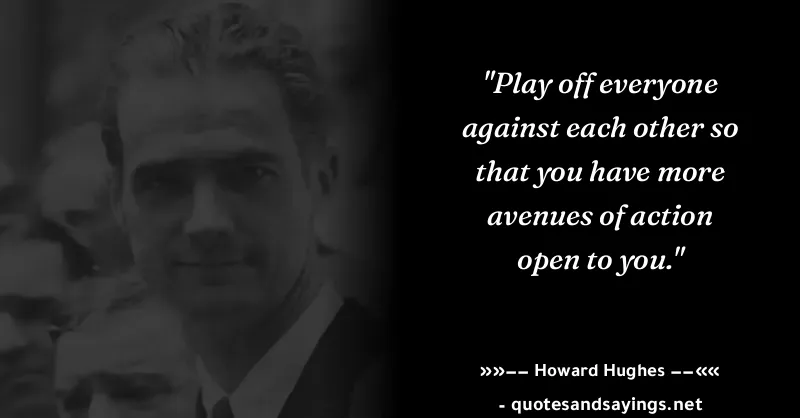 "Play off everyone
against each other so
that you have more
avenues of action
open to you."
»»–– Howard Hughes ––««
- quotesandsayings.net